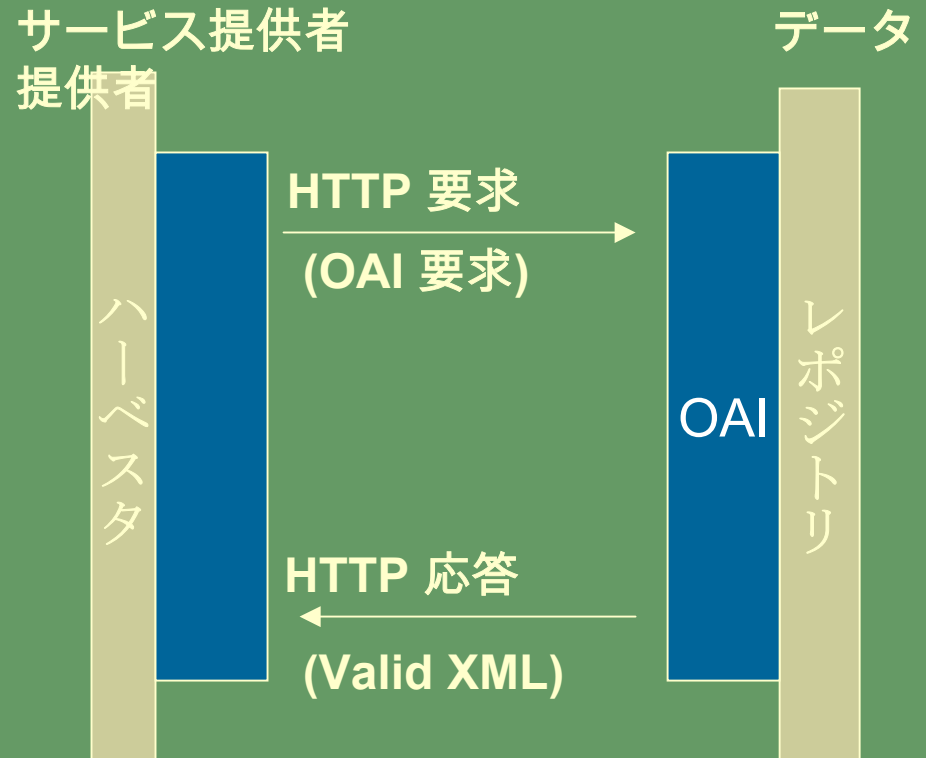 サービス提供者
データ
提供者
HTTP 要求
(OAI 要求)
ハーベスタ
OAI
レポジトリ
HTTP 応答
(Valid XML)